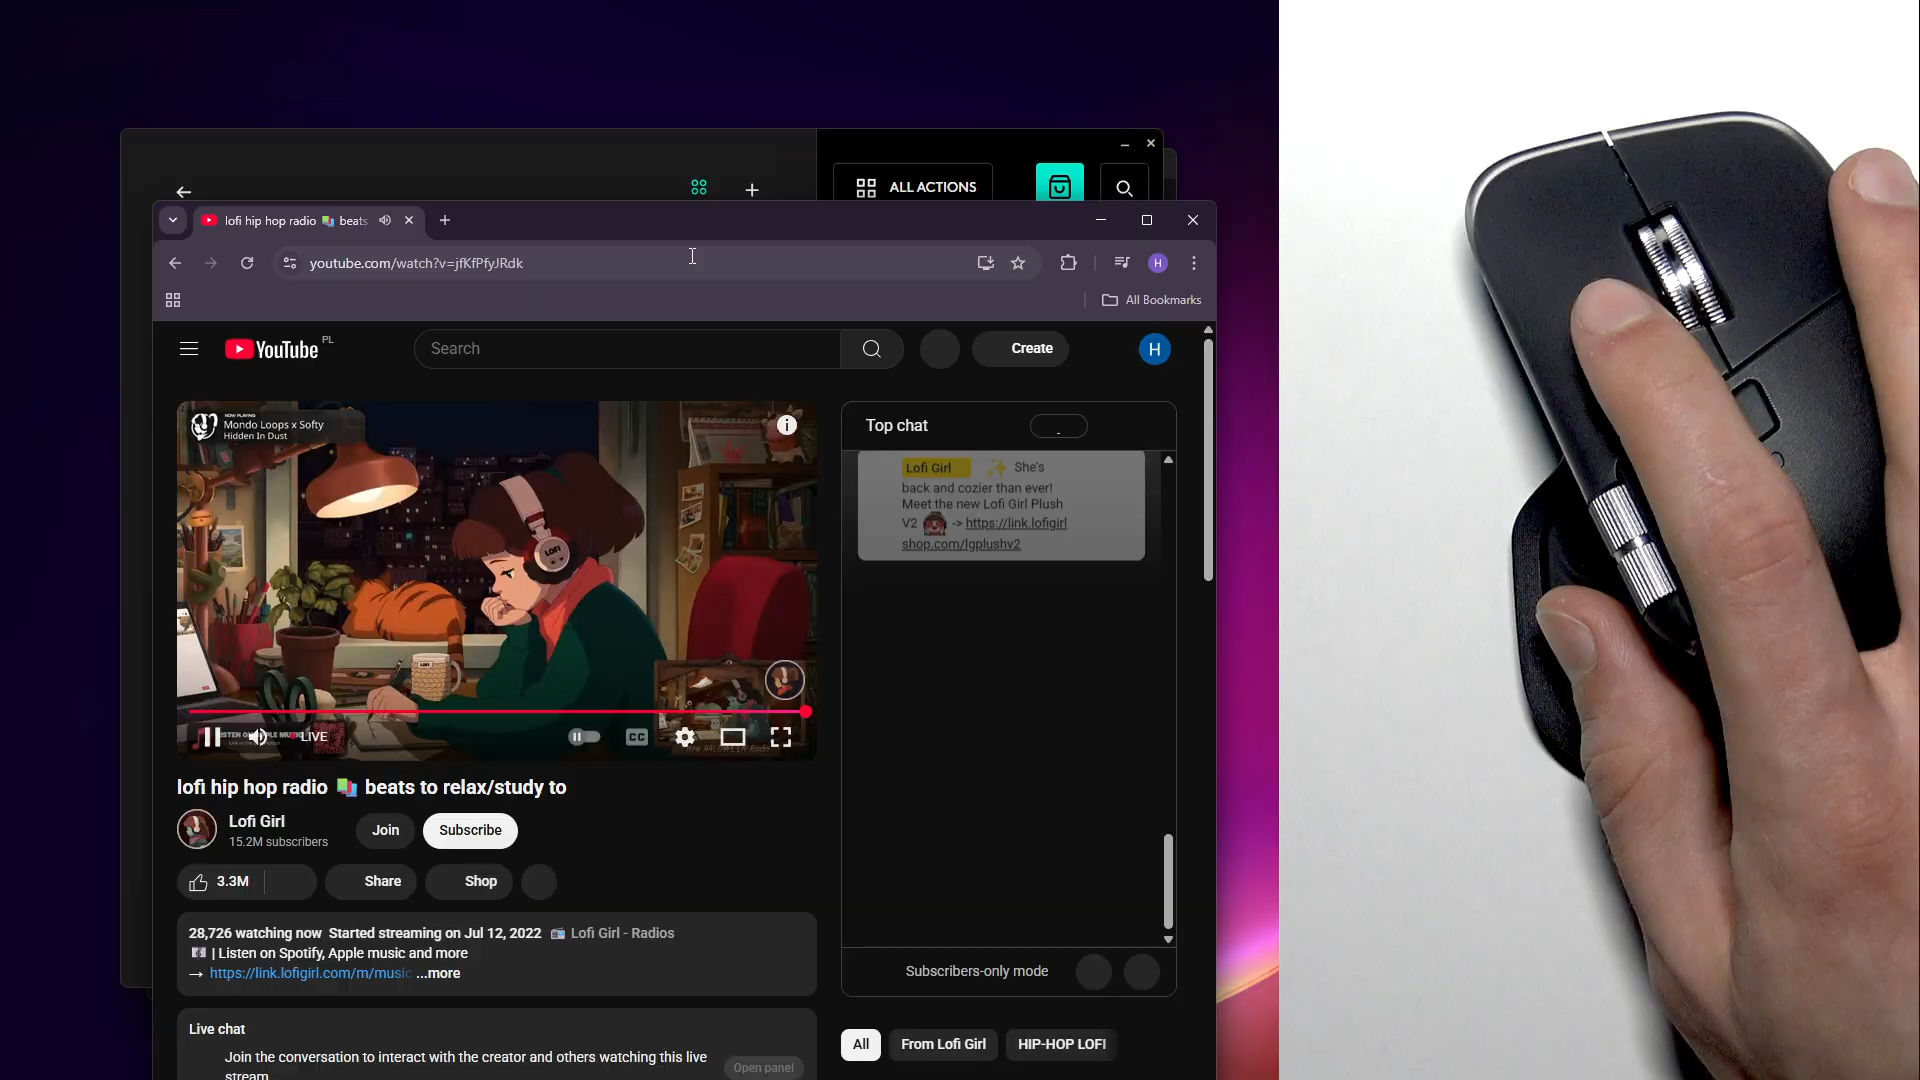 ALL ACTIONS
lofi hip hop radio 📚 beats
youtube.com/watch?v=jfKfPfyJRdk
H
All Bookmarks
YouTube PL
Search
Create
H
NOW PLAYING
Mondo Loops x Softy
Hidden In Dust
LOFI
LOFI
LIVE
CC
lofi hip hop radio 📚 beats to relax/study to
Lofi Girl
15.2M subscribers
Join
Subscribe
3.3M
Share
Shop
28,726 watching now Started streaming on Jul 12, 2022 📻 Lofi Girl - Radios
| Listen on Spotify, Apple music and more
→ https://link.lofigirl.com/m/music ...more
Live chat
Join the conversation to interact with the creator and others watching this live
stream.
Open panel
Top chat
Lofi Girl ✨ She's
back and cozier than ever!
Meet the new Lofi Girl Plush
V2 -> https://link.lofigirl
shop.com/lgplushv2
Subscribers-only mode
All
From Lofi Girl
HIP-HOP LOFI